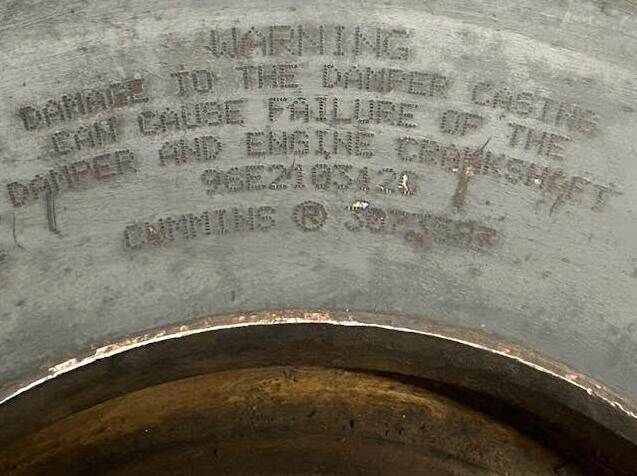 WARNING
DAMAGE TO THE DAMPER CASING
CAN CAUSE FAILURE OF THE
DAMPER AND ENGINE CRANKSHAFT
CUMMINS ®